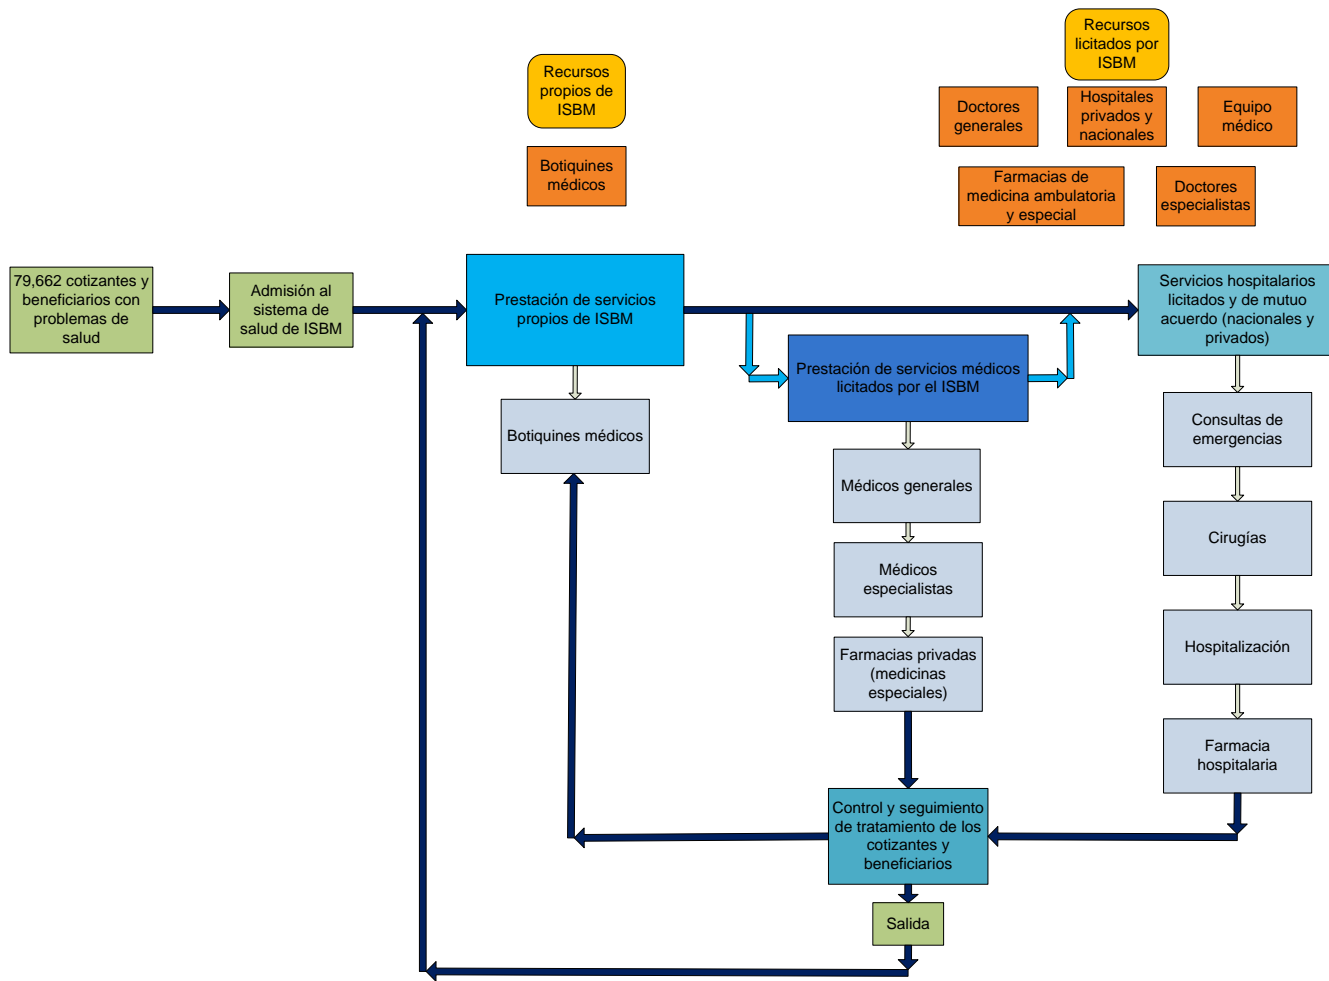 Recursos
licitados por
ISBM
Recursos
propios de
ISBM
Doctores
generales
Hospitales
privados y
nacionales
Equipo
médico
Botiquines
médicos
Farmacias de
medicina ambulatoria
y especial
Doctores
especialistas
79,662 cotizantes y
beneficiarios con
problemas de
salud
Admisión al
sistema de
salud de ISBM
Prestación de servicios
propios de ISBM
Servicios hospitalarios
licitados y de mutuo
acuerdo (nacionales y
privados)
Prestación de servicios médicos
licitados por el ISBM
Botiquines médicos
Consultas de
emergencias
Médicos generales
Cirugías
Médicos
especialistas
Hospitalización
Farmacias privadas
(medicinas
especiales)
Farmacia
hospitalaria
Control y seguimiento
de tratamiento de los
cotizantes y
beneficiarios
Salida